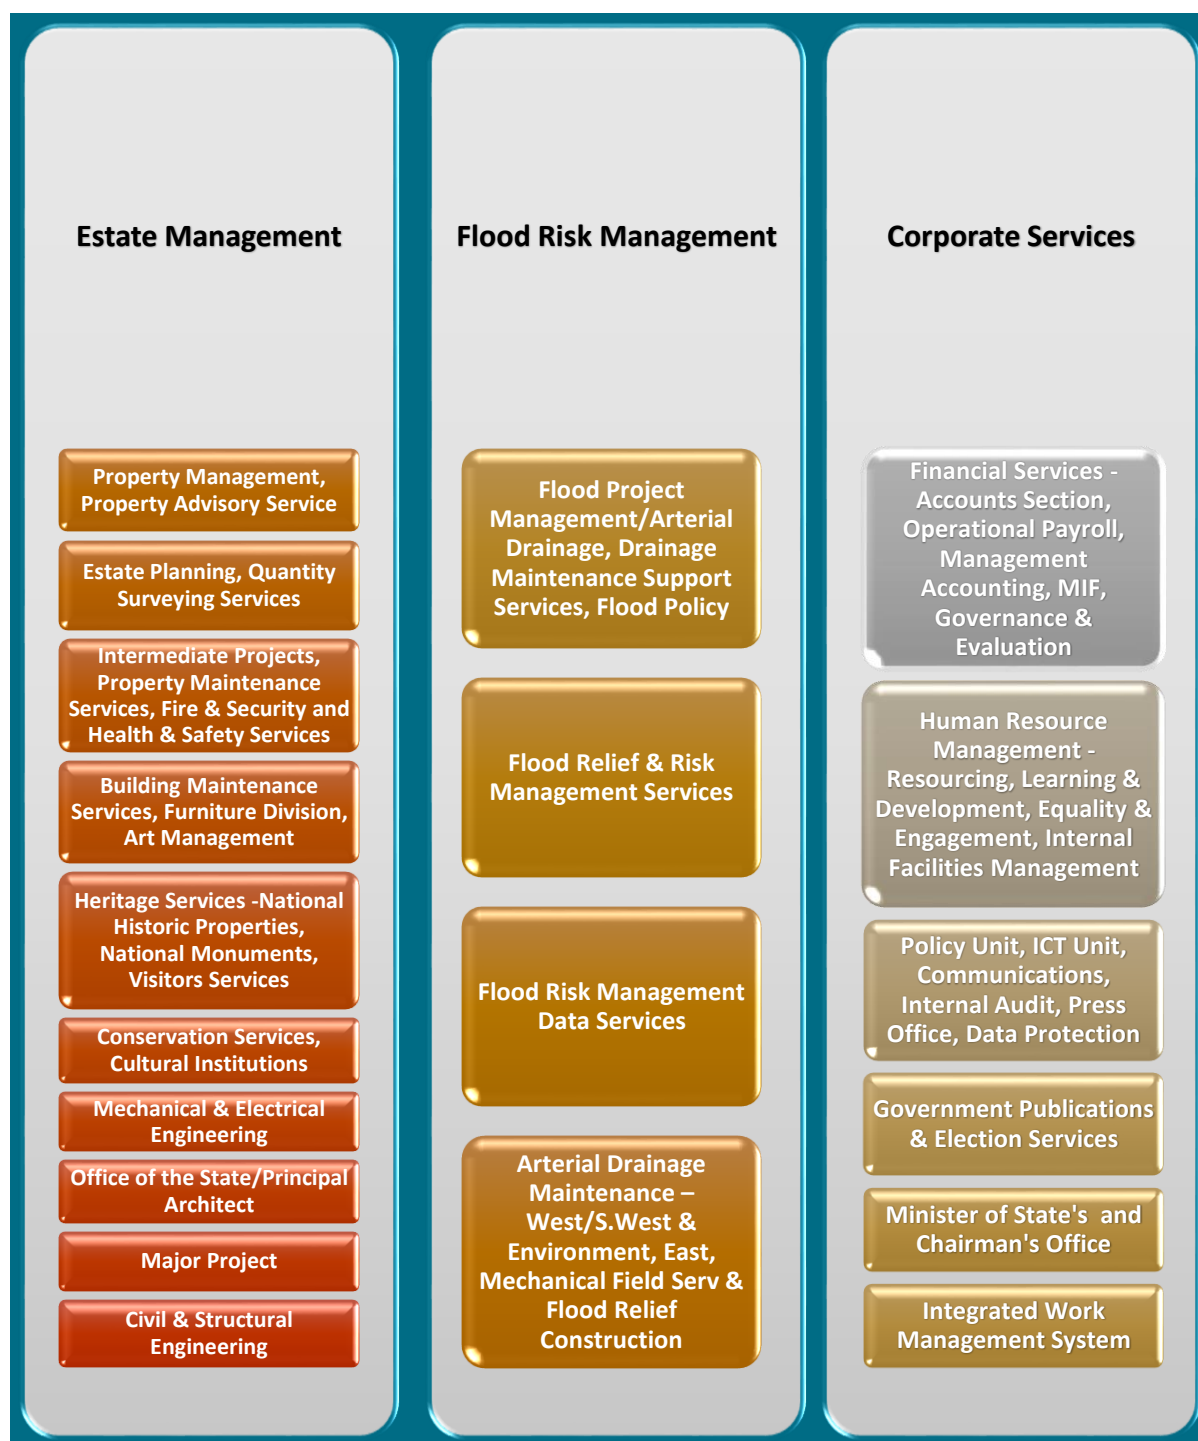 Estate Management
Property Management,
Property Advisory Service
Estate Planning, Quantity
Surveying Services
Intermediate Projects,
Property Maintenance
Services, Fire & Security and
Health & Safety Services
Building Maintenance
Services, Furniture Division,
Art Management
Heritage Services -National
Historic Properties,
National Monuments,
Visitors Services
Conservation Services,
Cultural Institutions
Mechanical & Electrical
Engineering
Office of the State/Principal
Architect
Major Project
Civil & Structural
Engineering
Flood Risk Management
Flood Project
Management/Arterial
Drainage, Drainage
Maintenance Support
Services, Flood Policy
Flood Relief & Risk
Management Services
Flood Risk Management
Data Services
Arterial Drainage
Maintenance –
West/S.West &
Environment, East,
Mechanical Field Serv &
Flood Relief
Construction
Corporate Services
Financial Services -
Accounts Section,
Operational Payroll,
Management
Accounting, MIF,
Governance &
Evaluation
Human Resource
Management -
Resourcing, Learning &
Development, Equality &
Engagement, Internal
Facilities Management
Policy Unit, ICT Unit,
Communications,
Internal Audit, Press
Office, Data Protection
Government Publications
& Election Services
Minister of State's  and
Chairman's Office
Integrated Work
Management System